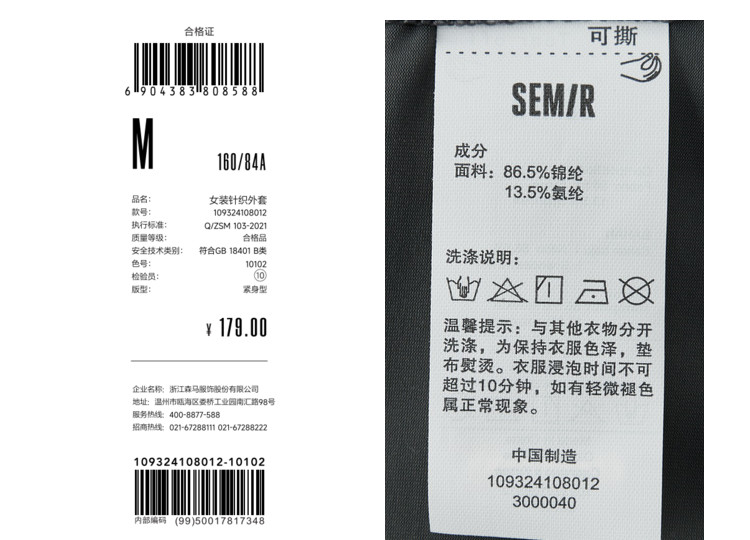 合格证
6 904383 808588
M
160/84A
品名: 女装针织外套
款号: 109324108012
执行标准: Q/ZSM 103-2021
质量等级: 合格品
安全技术类别: 符合GB 18401 B类
色号: 10102
检验员: 10
版型: 紧身型
¥ 179.00
企业名称: 浙江森马服饰股份有限公司
地址: 温州市瓯海区娄桥工业园南汇路98号
服务热线: 400-8877-588
招商热线: 021-67288111 021-67288222
109324108012-10102
内部编码 (99)50017817348
可撕
SEMIR
成分
面料: 86.5%锦纶
13.5%氨纶
洗涤说明:
温馨提示: 与其他衣物分开
洗涤, 为保持衣服色泽, 垫
布熨烫。衣服浸泡时间不可
超过10分钟, 如有轻微褪色
属正常现象。
中国制造
109324108012
3000040